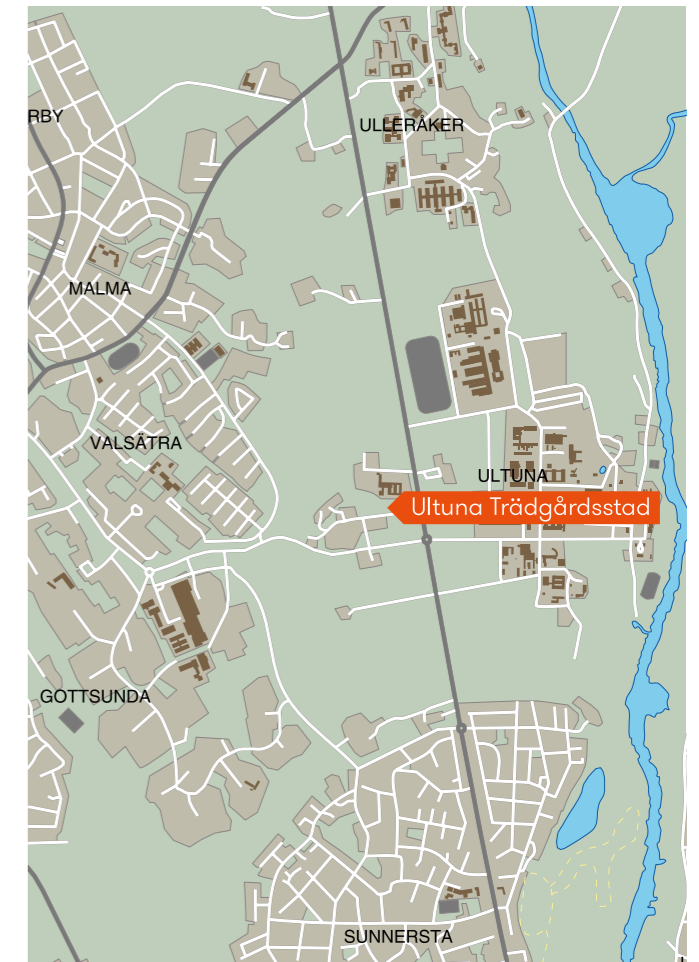 RBY
ULLERÅKER
MALMA
VALSÄTRA
ULTUNA
Ultuna Trädgårdsstad
GOTTSUNDA
SUNNERSTA